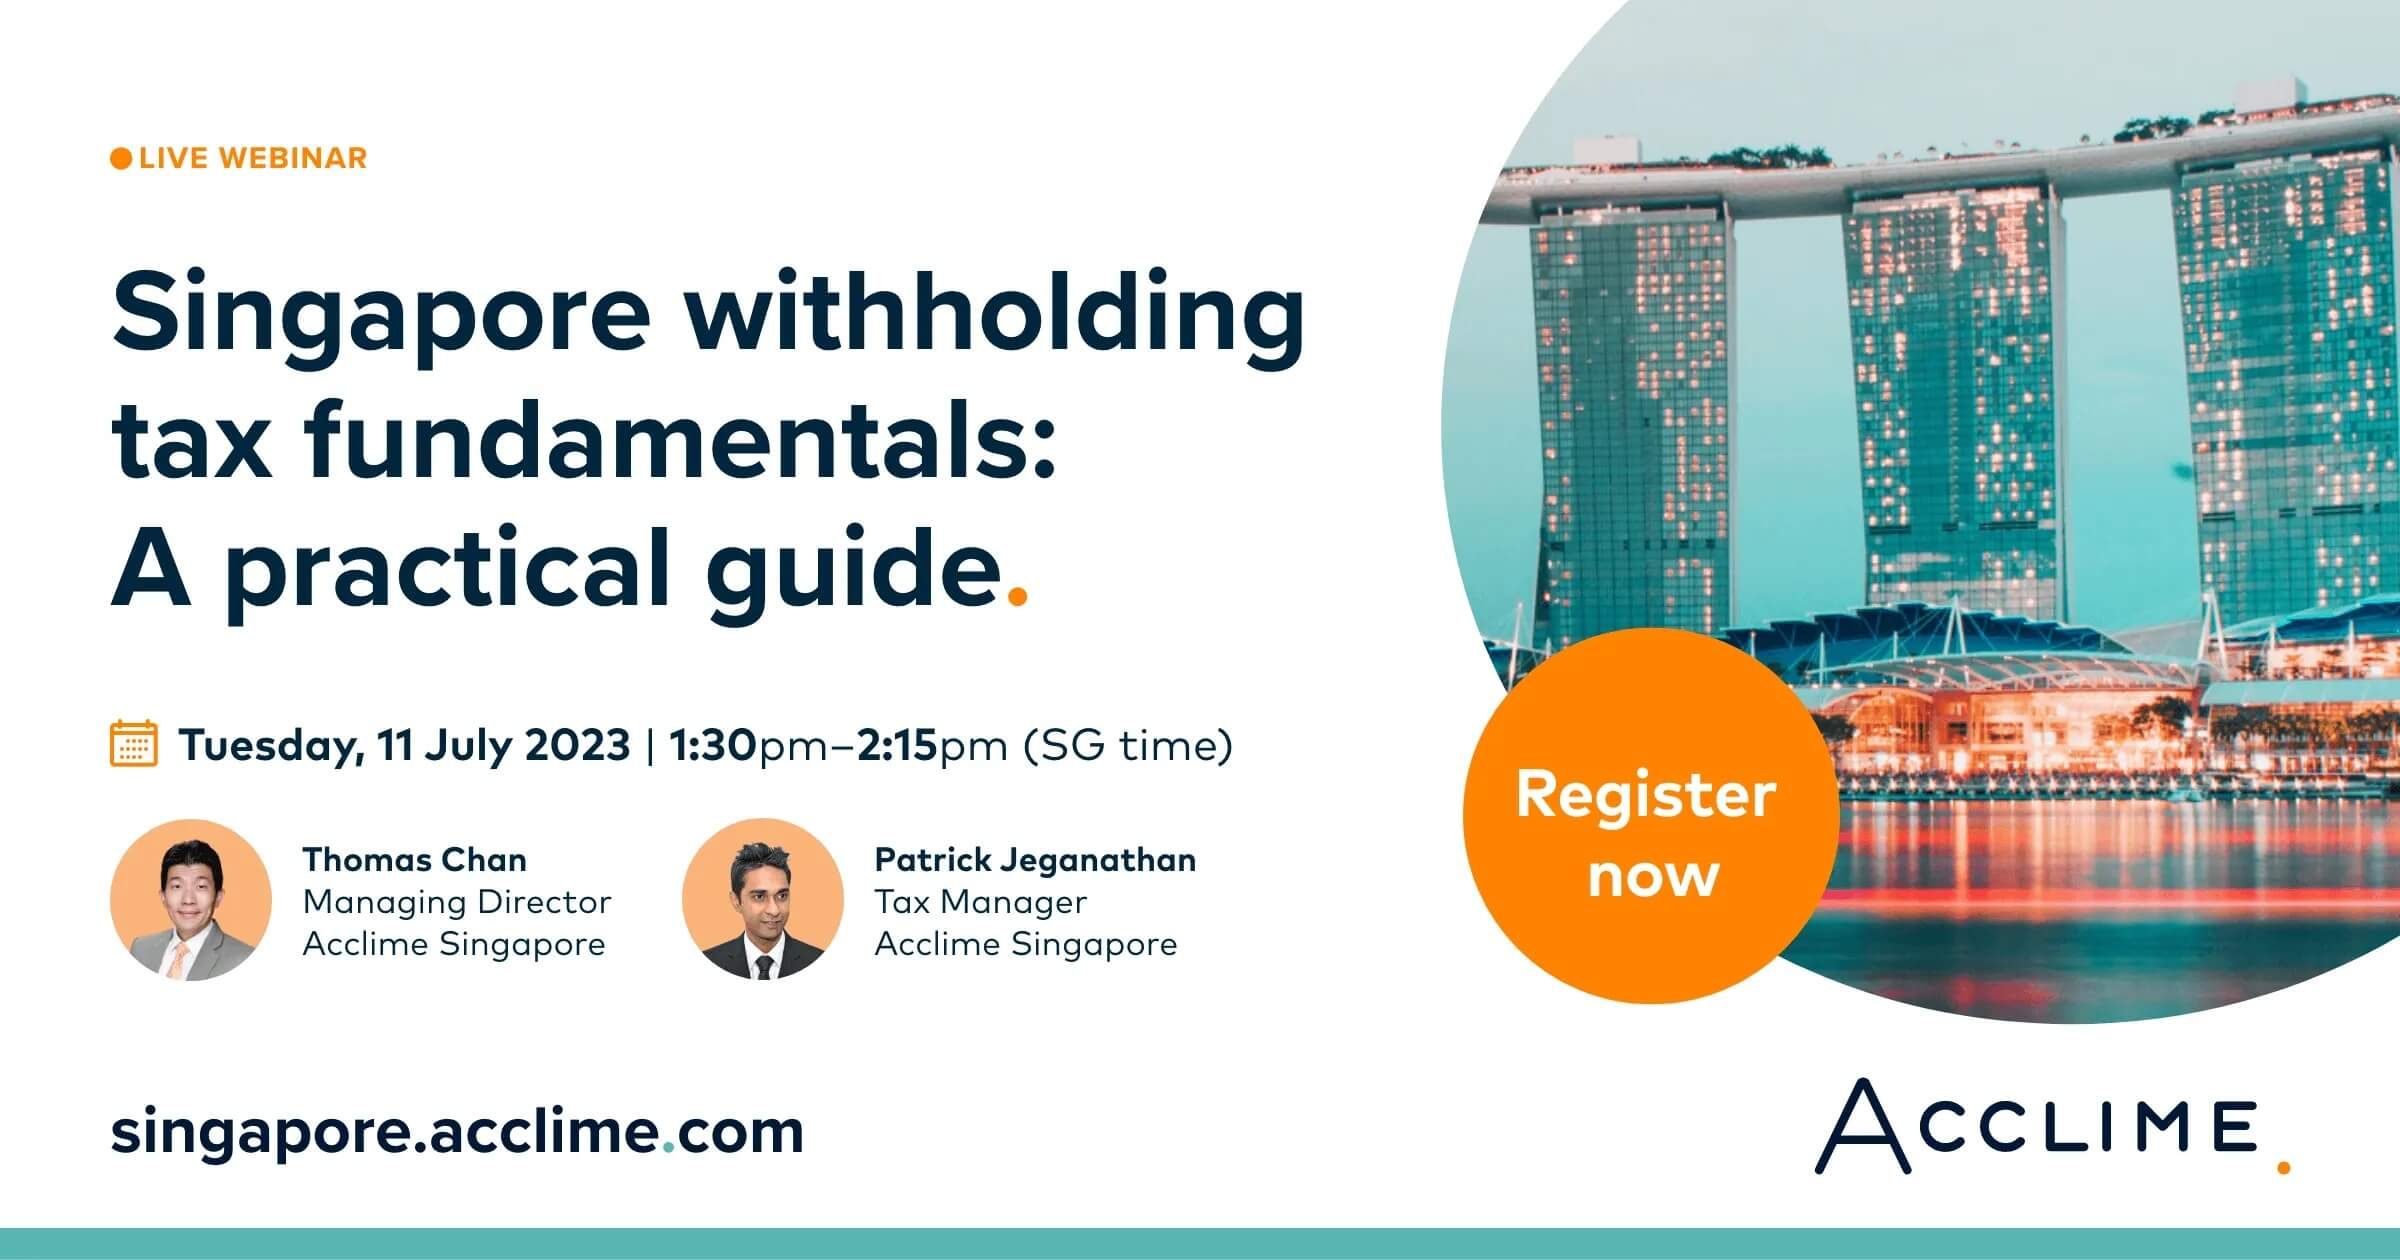 LIVE WEBINAR
Singapore withholding
tax fundamentals:
A practical guide.
Tuesday, 11 July 2023 | 1:30pm–2:15pm (SG time)
Thomas Chan
Managing Director
Acclime Singapore
Patrick Jeganathan
Tax Manager
Acclime Singapore
Register
now
singapore.acclime.com
ACCLIME.